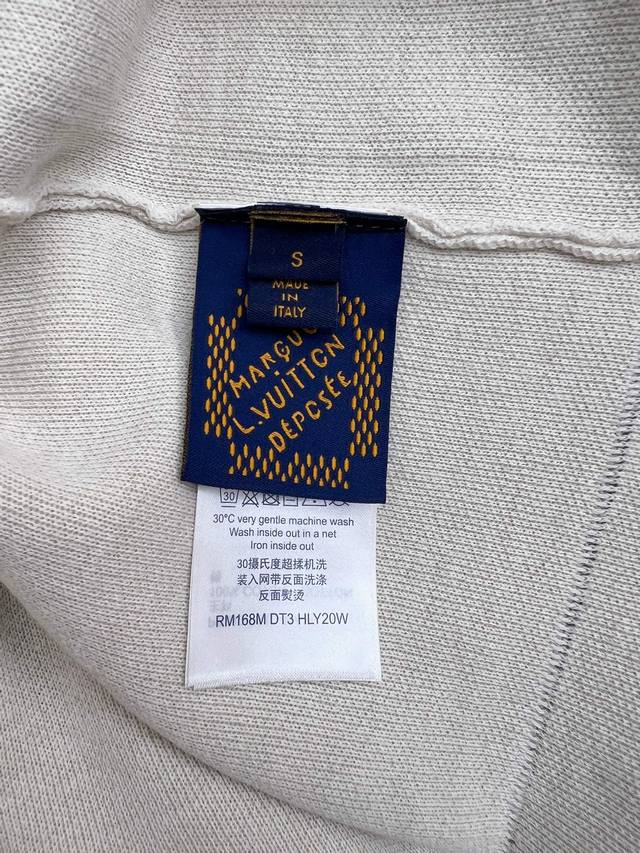 S
MADE
IN
ITALY
MARQUE
L.VUITTON
DÉPOSÉE
30
30°C very gentle machine wash
Wash inside out in a net
Iron inside out
30摄氏度超揉机洗
装入网带反面洗涤
反面熨烫
RM168M DT3 HLY20W